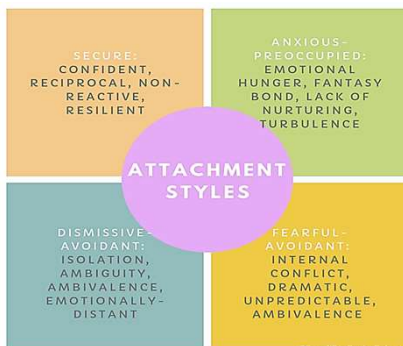 SECURE:
CONFIDENT,
RECIPROCAL, NON-
REACTIVE,
RESILIENT
ANXIOUS-
PREOCCUPIED:
EMOTIONAL
HUNGER, FANTASY
BOND, LACK OF
NURTURING,
TURBULENCE
ATTACHMENT
STYLES
DISMISSIVE-
AVOIDANT:
ISOLATION,
AMBIGUITY,
AMBIVALENCE,
EMOTIONALLY-
DISTANT
FEARFUL-
AVOIDANT:
INTERNAL
CONFLICT,
DRAMATIC,
UNPREDICTABLE,
AMBIVALENCE